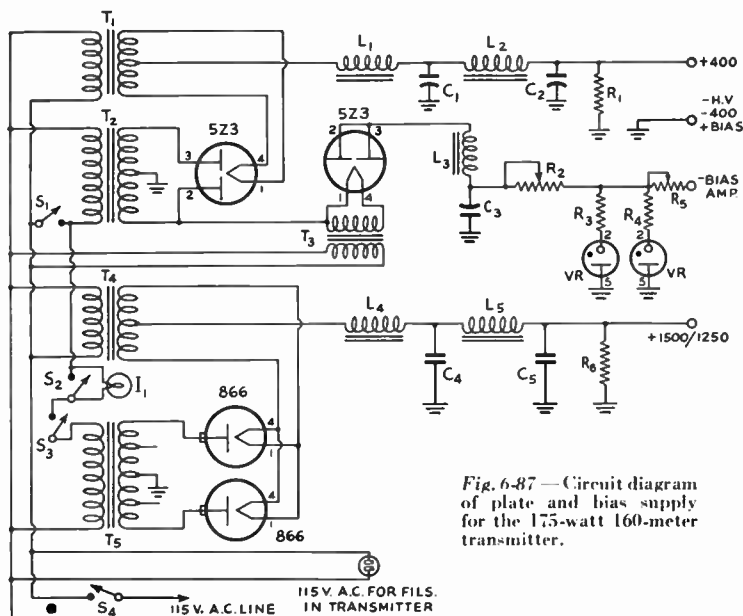 T1
L1
L2
+400
C1
C2
R1
-H.V
-400
+BIAS
T2
5Z3
3
4
2
1
5Z3
2
3
1
4
L3
R2
-BIAS
AMP.
R5
C3
R3
R4
2
2
VR
VR
5
5
S1
T3
T4
L4
L5
+1500/1250
C4
C5
R6
S2
I1
S3
866
4
1
4
1
866
T5
Fig. 6-87 — Circuit diagram
of plate and bias supply
for the 175-watt 160-meter
transmitter.
S4
115 V. A.C. LINE
115 V. A.C. FOR FILS.
IN TRANSMITTER